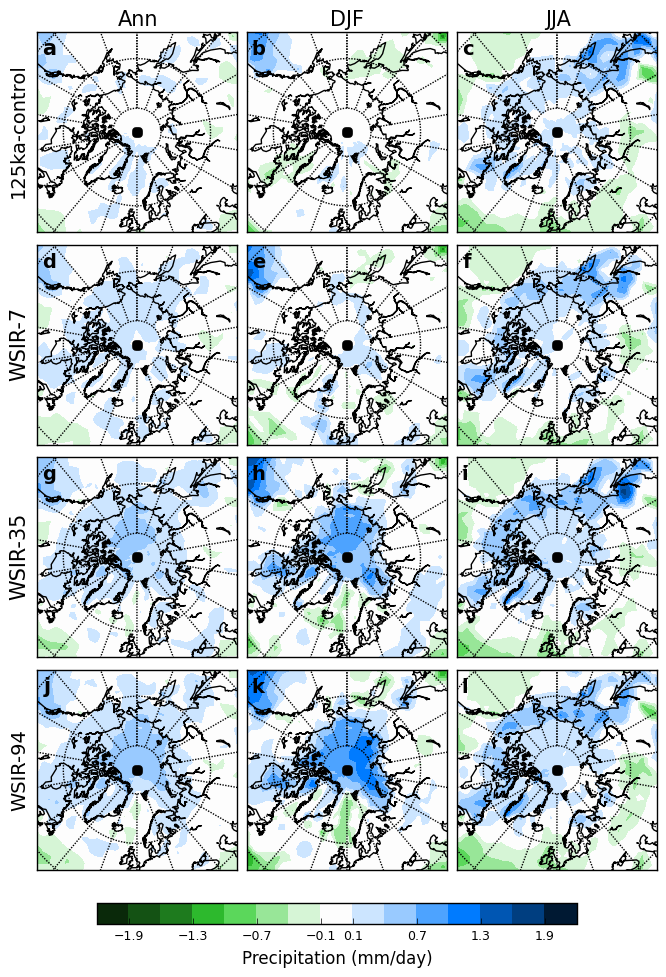 Ann DJF JJA
125ka-control
a b c
WSIR-7
d e f
WSIR-35
g h i
WSIR-94
j k l
−1.9 −1.3 −0.7 −0.1 0.1 0.7 1.3 1.9
Precipitation (mm/day)